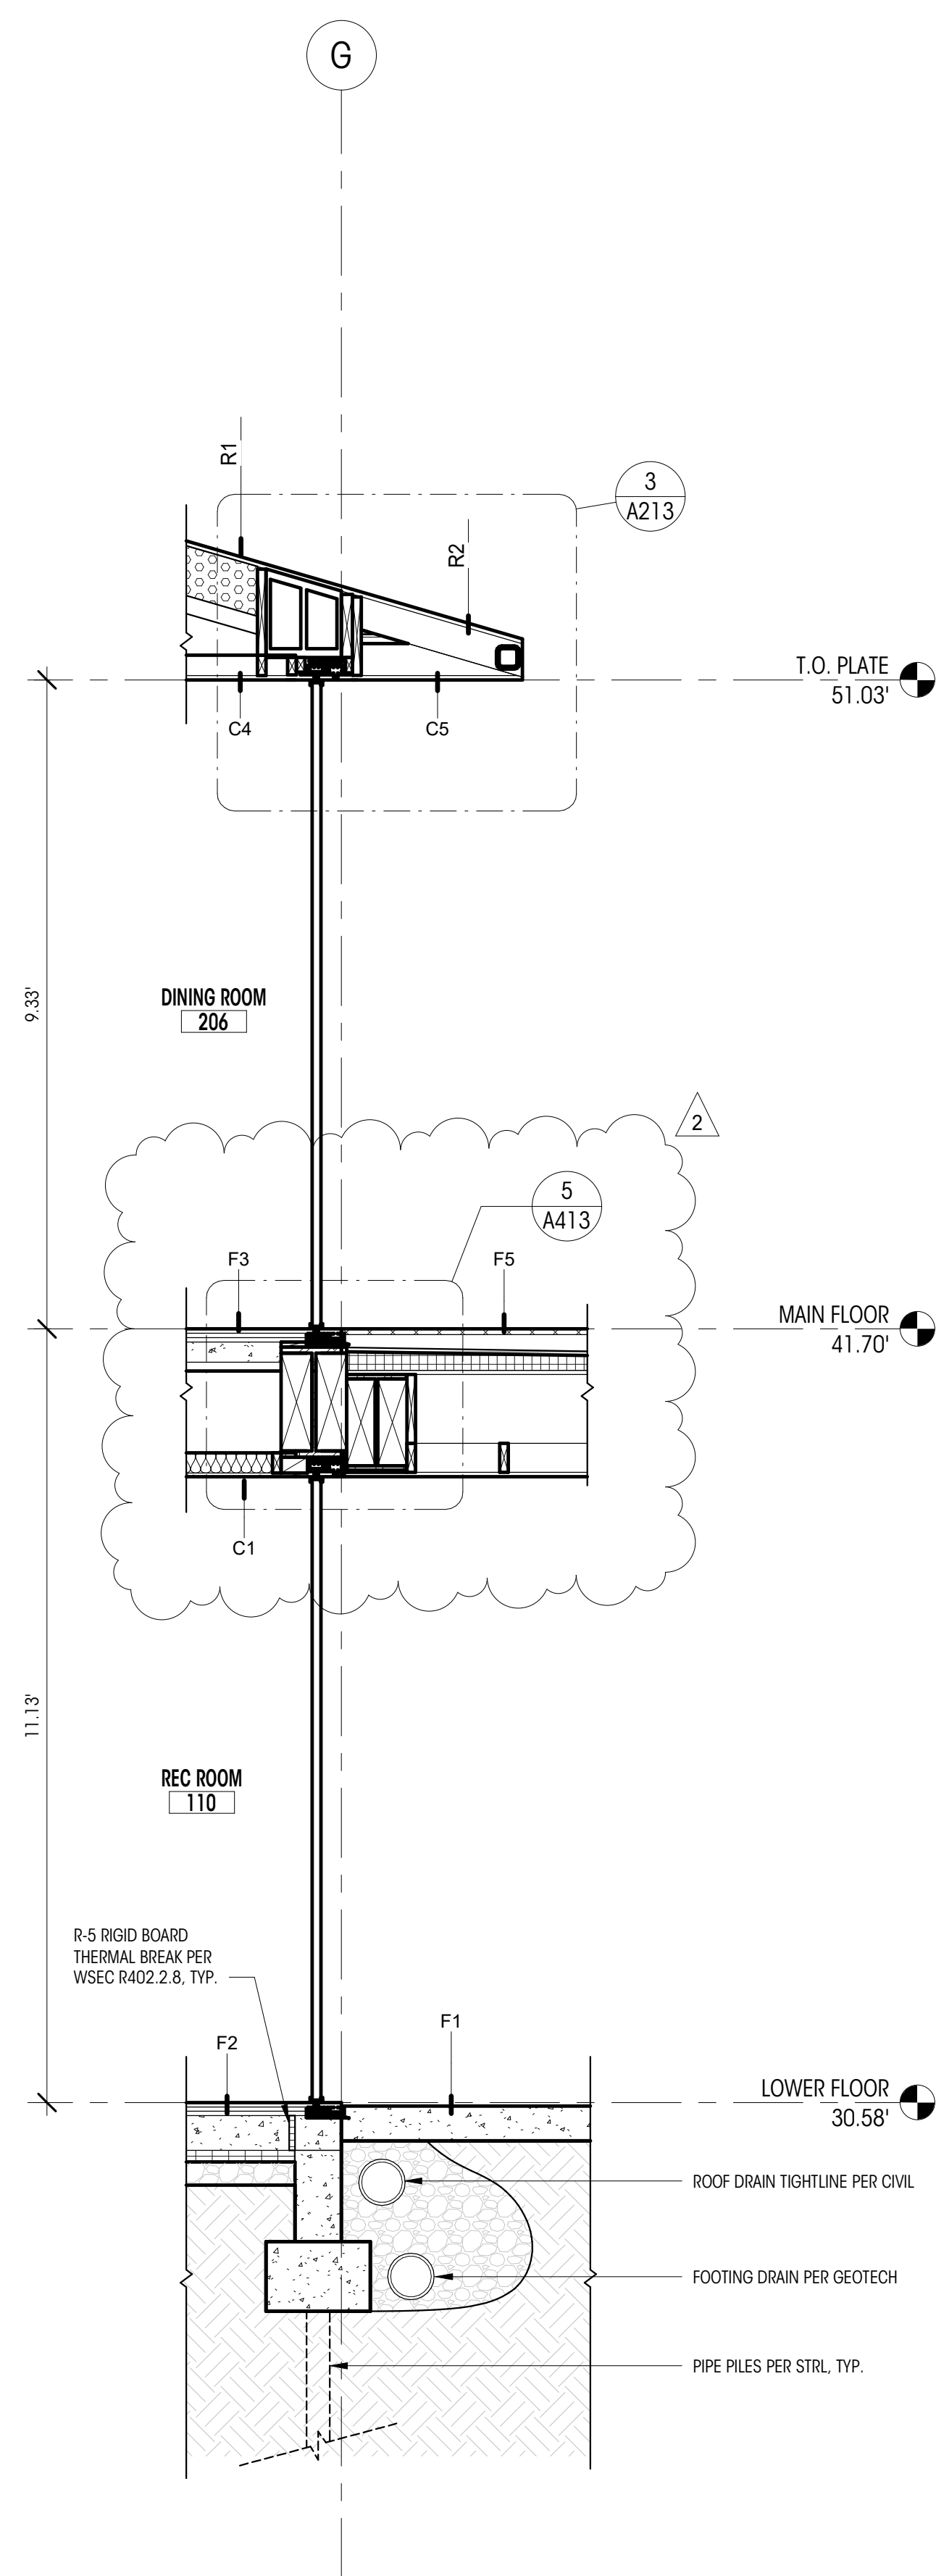 G
R1
3
A213
R2
T.O. PLATE
51.03'
C4
C5
9.33'
DINING ROOM
206
2
5
A413
F3
F5
MAIN FLOOR
41.70'
C1
11.13'
REC ROOM
110
R-5 RIGID BOARD
THERMAL BREAK PER
WSEC R402.2.8, TYP.
F1
F2
LOWER FLOOR
30.58'
ROOF DRAIN TIGHTLINE PER CIVIL
FOOTING DRAIN PER GEOTECH
PIPE PILES PER STRL, TYP.